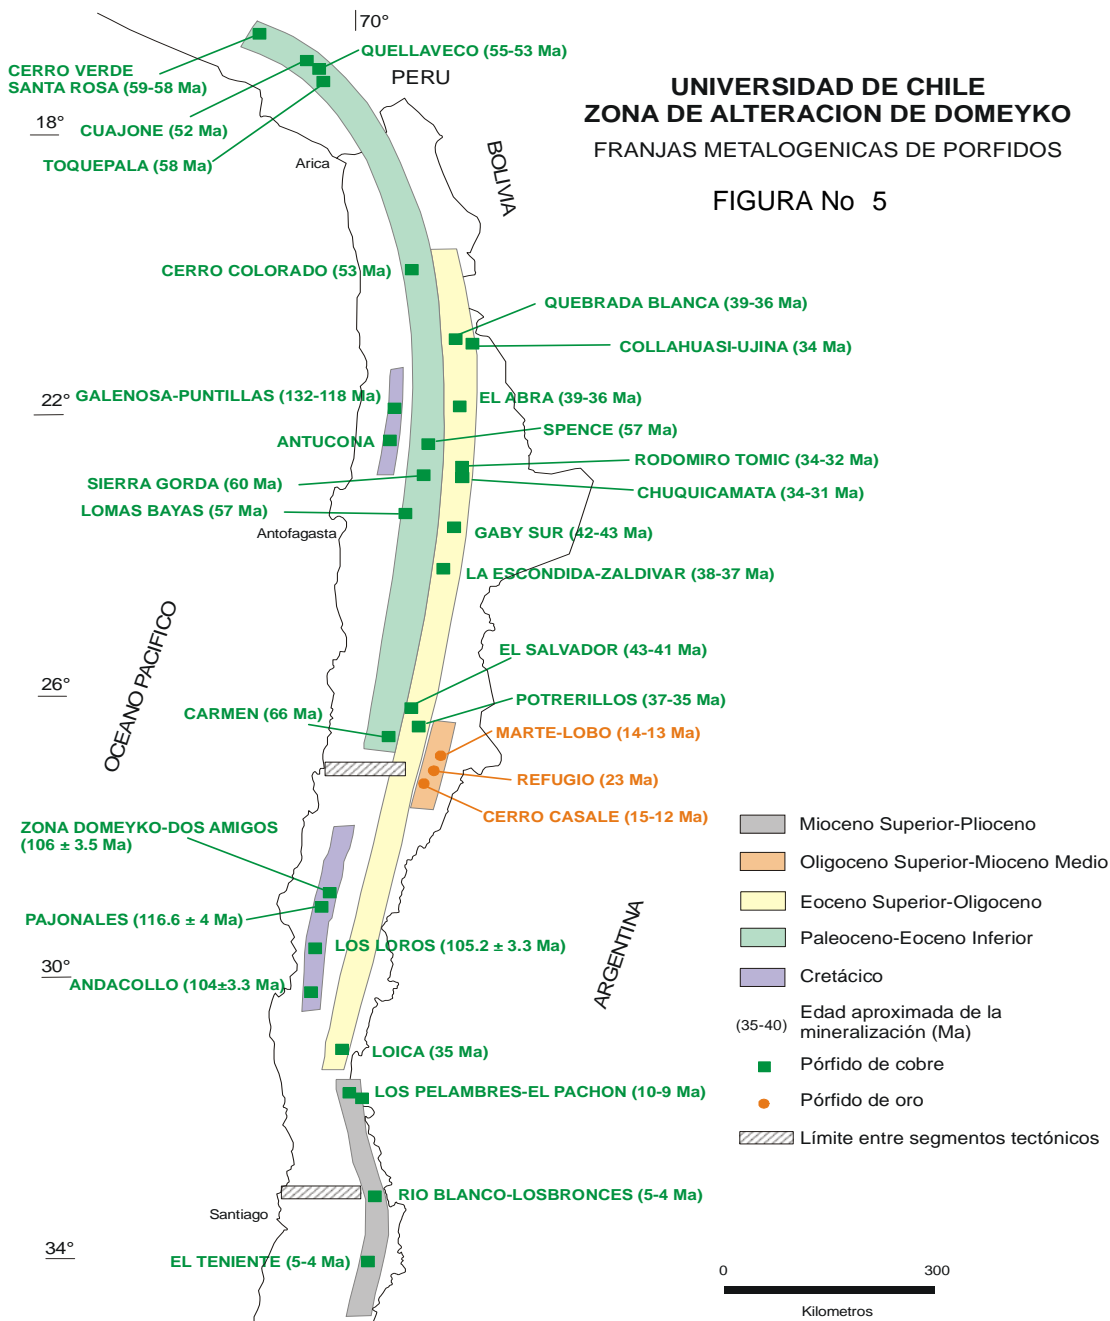 70°
QUELLAVECO (55-53 Ma)
PERU
CERRO VERDE
SANTA ROSA (59-58 Ma)
UNIVERSIDAD DE CHILE
ZONA DE ALTERACION DE DOMEYKO
FRANJAS METALOGENICAS DE PORFIDOS
FIGURA No 5
18°
CUAJONE (52 Ma)
TOQUEPALA (58 Ma)
Arica
BOLIVIA
CERRO COLORADO (53 Ma)
QUEBRADA BLANCA (39-36 Ma)
COLLAHUASI-UJINA (34 Ma)
GALENOSA-PUNTILLAS (132-118 Ma)
22°
EL ABRA (39-36 Ma)
SPENCE (57 Ma)
ANTUCONA
RODOMIRO TOMIC (34-32 Ma)
SIERRA GORDA (60 Ma)
CHUQUICAMATA (34-31 Ma)
LOMAS BAYAS (57 Ma)
Antofagasta
GABY SUR (42-43 Ma)
LA ESCONDIDA-ZALDIVAR (38-37 Ma)
OCEANO PACIFICO
EL SALVADOR (43-41 Ma)
26°
POTRERILLOS (37-35 Ma)
CARMEN (66 Ma)
MARTE-LOBO (14-13 Ma)
REFUGIO (23 Ma)
CERRO CASALE (15-12 Ma)
ZONA DOMEYKO-DOS AMIGOS
(106 ± 3.5 Ma)
PAJONALES (116.6 ± 4 Ma)
LOS LOROS (105.2 ± 3.3 Ma)
ARGENTINA
30°
ANDACOLLO (104±3.3 Ma)
LOICA (35 Ma)
LOS PELAMBRES-EL PACHON (10-9 Ma)
RIO BLANCO-LOSBRONCES (5-4 Ma)
Santiago
34°
EL TENIENTE (5-4 Ma)
Mioceno Superior-Plioceno
Oligoceno Superior-Mioceno Medio
Eoceno Superior-Oligoceno
Paleoceno-Eoceno Inferior
Cretácico
(35-40) Edad aproximada de la
mineralización (Ma)
Pórfido de cobre
Pórfido de oro
Límite entre segmentos tectónicos
0 300
Kilometros